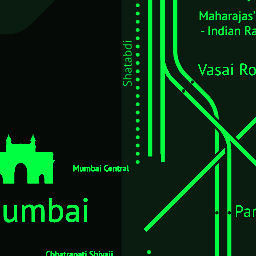 Maharajas'
- Indian Ra
Shatabdi
Vasai Ro
Mumbai Central
umbai
Par
Chhatrapati Shivaji